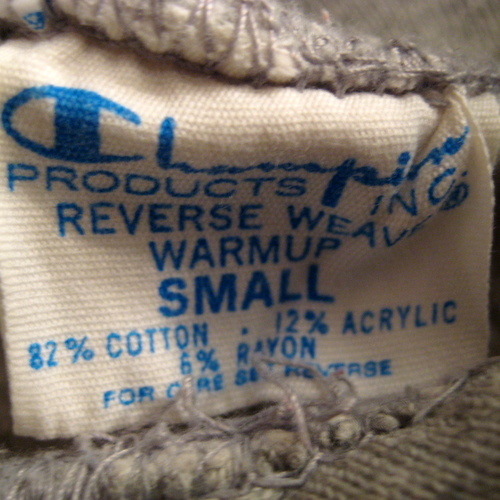 Champion
PRODUCTS INC.®
REVERSE WEAVE
WARMUP
SMALL
82% COTTON · 12% ACRYLIC
6% RAYON
FOR CARE SEE REVERSE